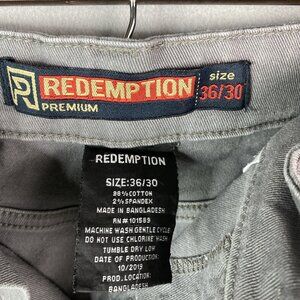 REDEMPTION
PREMIUM
size
36/30
REDEMPTION
SIZE:36/30
98%COTTON
2%SPANDEX
MADE IN BANGLADESH
RN#101589
MACHINE WASH GENTLE CYCLE
DO NOT USE CHLORINE WASH
TUMBLE DRY LOW
DATE OF PRODUCTION:
10/2019
PROD.LOCATION:
BANGLADESH